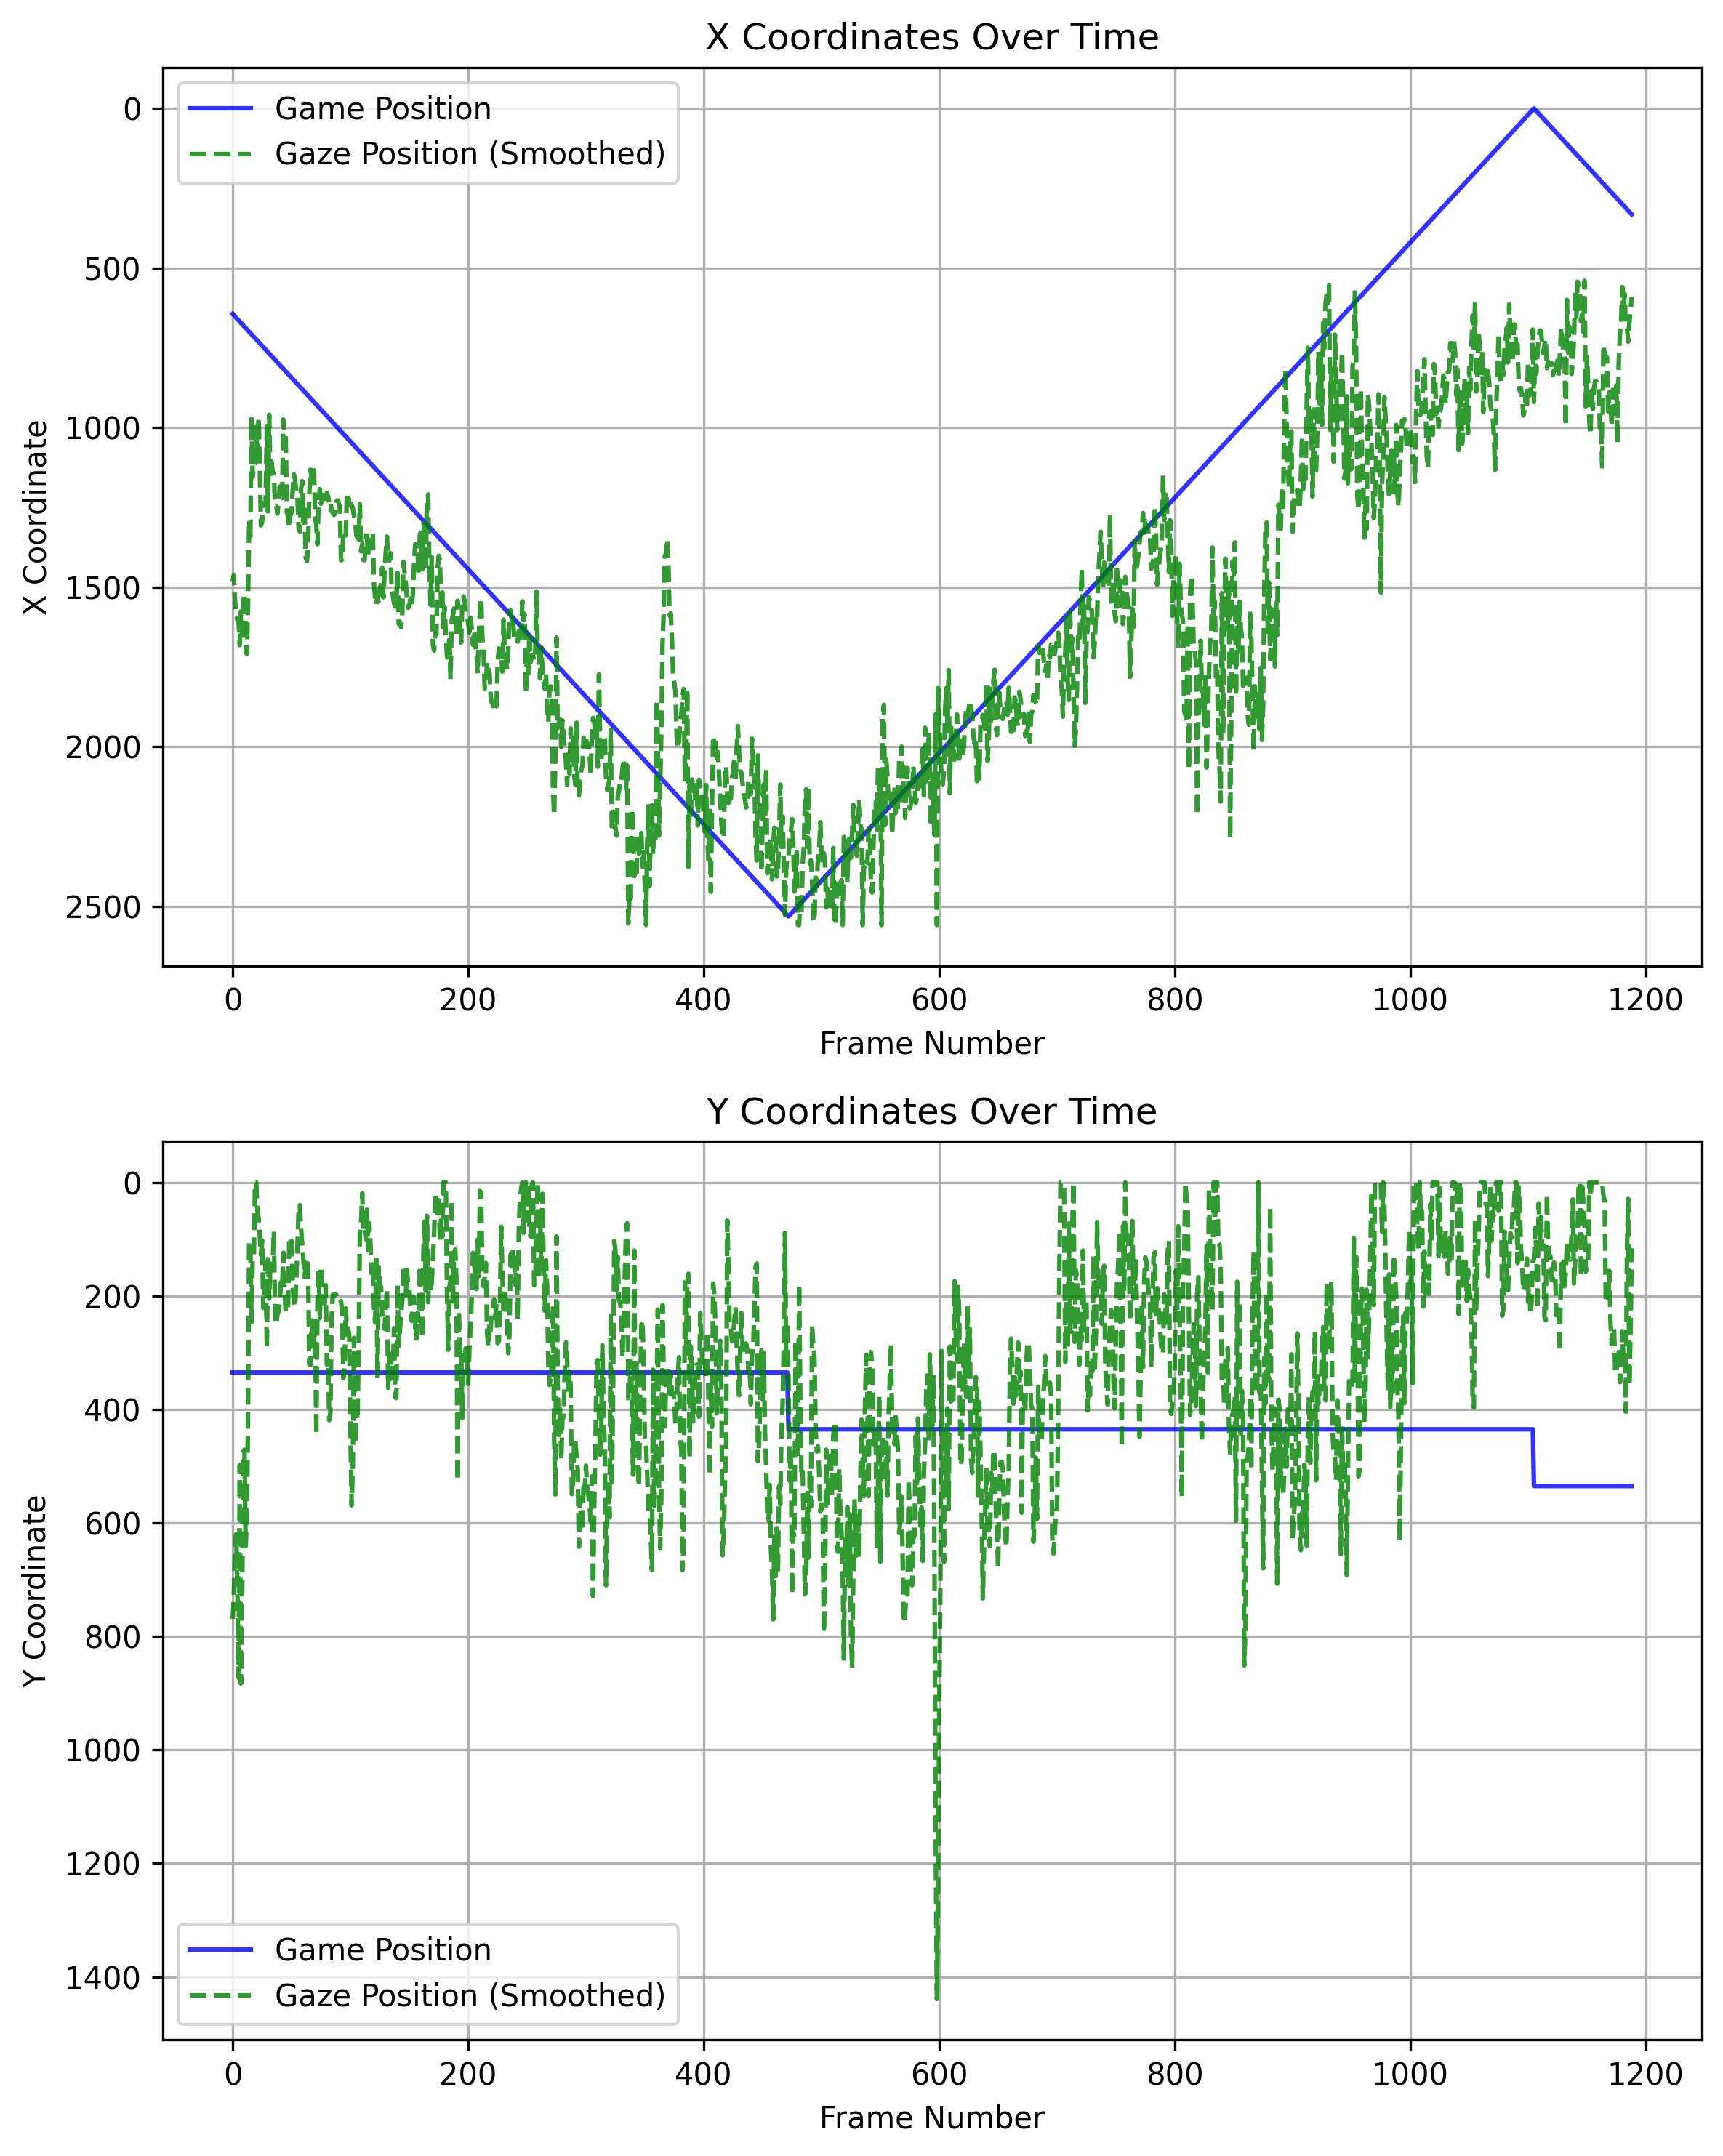 X Coordinates Over Time
Game Position
Gaze Position (Smoothed)
0
500
1000
1500
2000
2500
X Coordinate
0 200 400 600 800 1000 1200
Frame Number
Y Coordinates Over Time
0
200
400
600
800
1000
1200
1400
Y Coordinate
Game Position
Gaze Position (Smoothed)
0 200 400 600 800 1000 1200
Frame Number